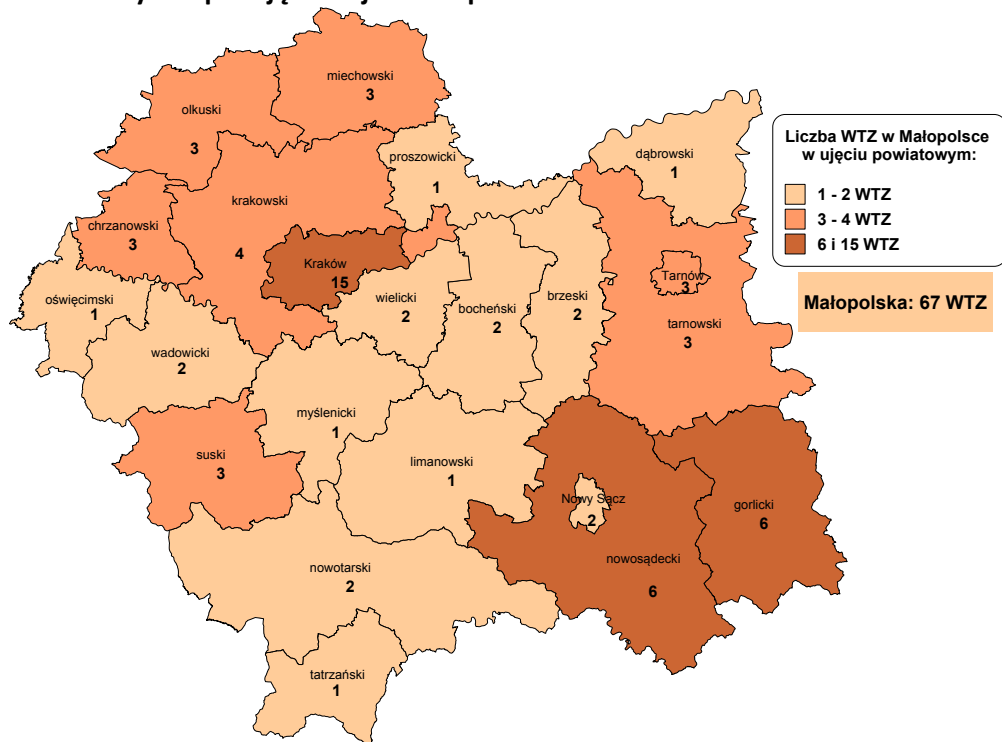 miechowski
3
olkuski
3
proszowicki
1
dąbrowski
1
Liczba WTZ w Małopolsce
w ujęciu powiatowym:
1 - 2 WTZ
3 - 4 WTZ
6 i 15 WTZ
Małopolska: 67 WTZ
krakowski
4
chrzanowski
3
Kraków
15
Tarnów
3
oświęcimski
1
wielicki
2
bocheński
2
brzeski
2
tarnowski
3
wadowicki
2
myślenicki
1
suski
3
limanowski
1
Nowy Sącz
2
gorlicki
6
nowosądecki
6
nowotarski
2
tatrzański
1